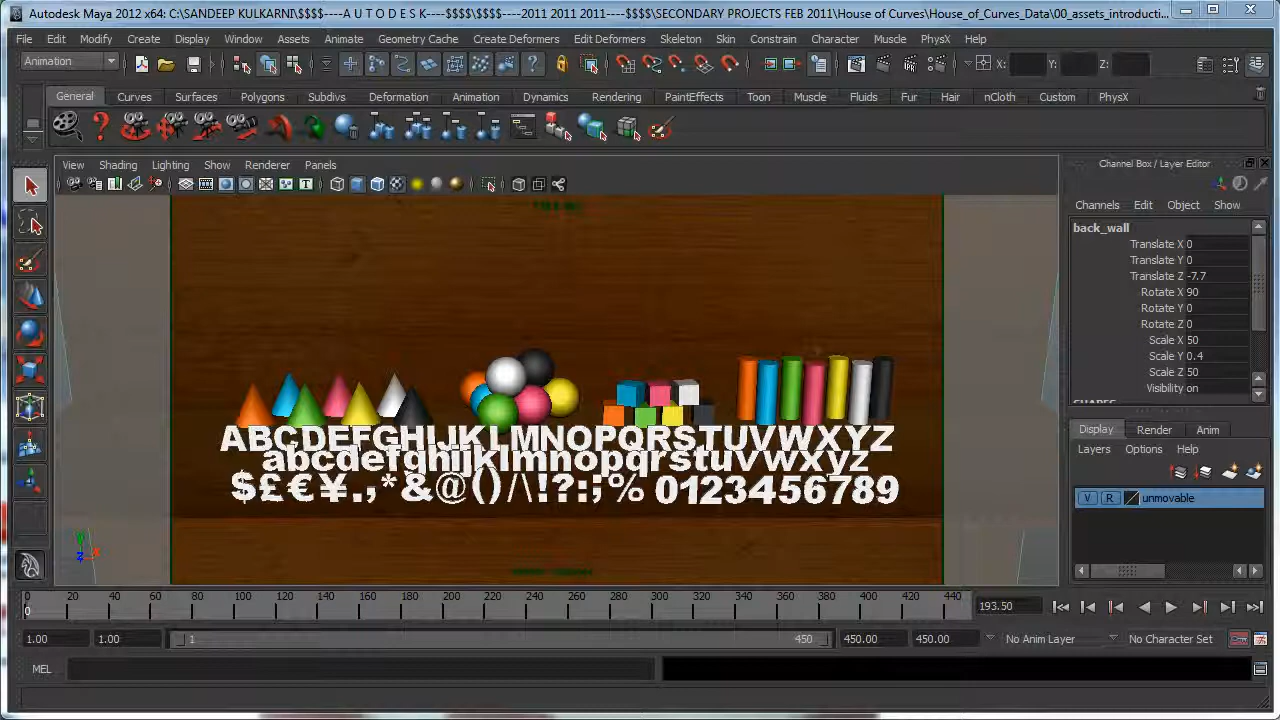 Autodesk Maya 2012 x64: C:\SANDEEP KULKARNI\$$$$----A U T O D E S K----$$$$\$$$$----2011 2011 2011----$$$$\SECONDARY PROJECTS FEB 2011\House of Curves\House_of_Curves_Data\00_assets_introducti...
File Edit Modify Create Display Window Assets Animate Geometry Cache Create Deformers Edit Deformers Skeleton Skin Constrain Character Muscle PhysX Help
Animation X: Y: Z:
General Curves Surfaces Polygons Subdivs Deformation Animation Dynamics Rendering PaintEffects Toon Muscle Fluids Fur Hair nCloth Custom PhysX
View Shading Lighting Show Renderer Panels
Channel Box / Layer Editor
Channels Edit Object Show
back_wall
Translate X 0
Translate Y 0
Translate Z -7.7
Rotate X 90
Rotate Y 0
Rotate Z 0
Scale X 50
Scale Y 0.4
Scale Z 50
Visibility on
ABCDEFGHIJKLMNOPQRSTUVWXYZ
abcdefghijklmnopqrstuvwxyz
$£€¥.,*&@()/\!?:;% 0123456789
Display Render Anim
Layers Options Help
V R unmovable
0 20 40 60 80 100 120 140 160 180 200 220 240 260 280 300 320 340 360 380 400 420 440
0
193.50
1.00 1.00 1 450 450.00 450.00 No Anim Layer No Character Set
MEL